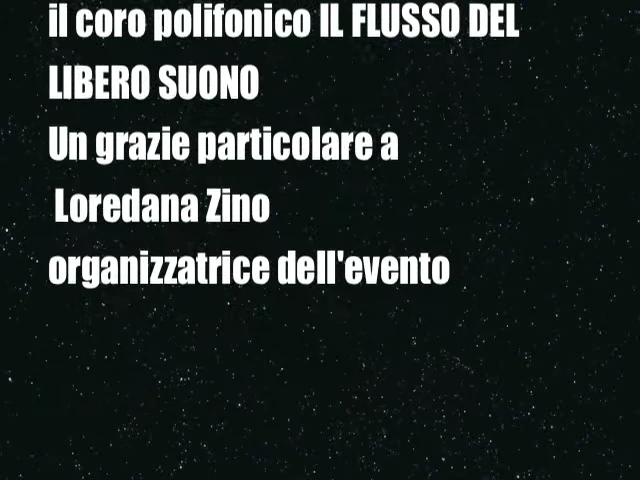 il coro polifonico IL FLUSSO DEL
LIBERO SUONO
Un grazie particolare a
Loredana Zino
organizzatrice dell'evento